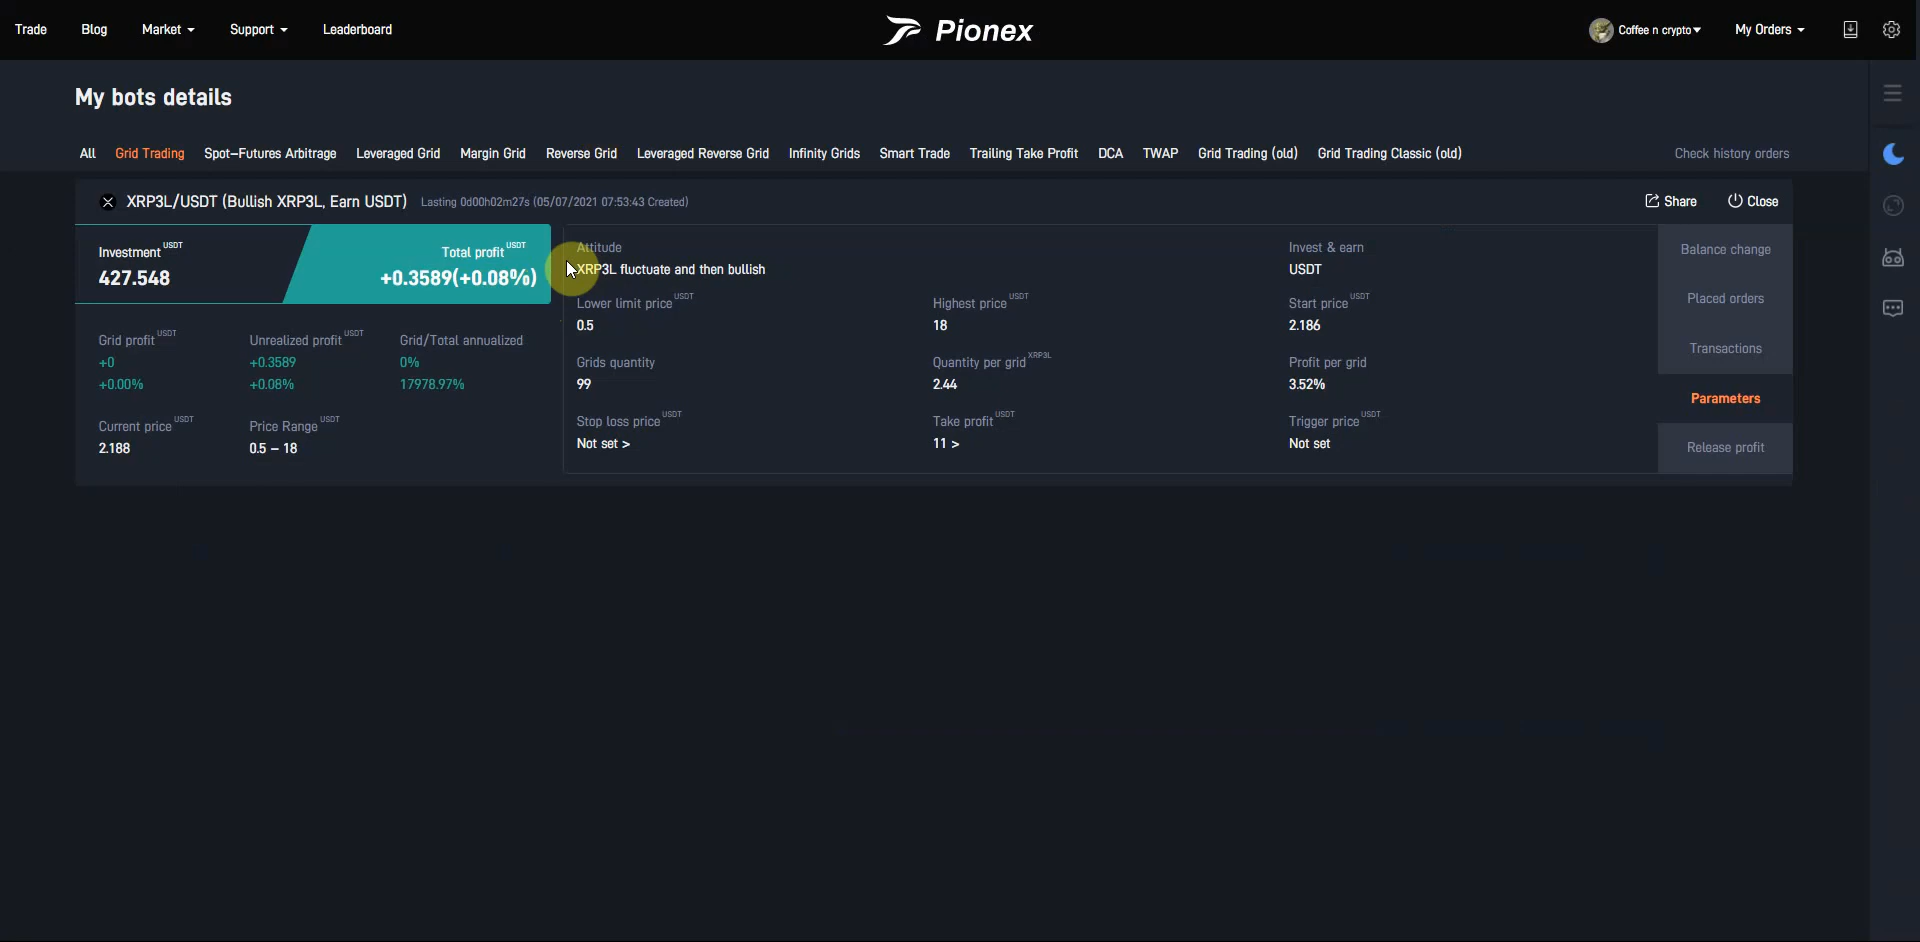 Trade Blog Market Support Leaderboard Pionex Coffee n crypto My Orders
My bots details
All Grid Trading Spot-Futures Arbitrage Leveraged Grid Margin Grid Reverse Grid Leveraged Reverse Grid Infinity Grids Smart Trade Trailing Take Profit DCA TWAP Grid Trading (old) Grid Trading Classic (old) Check history orders
XRP3L/USDT (Bullish XRP3L, Earn USDT) Lasting 0d00h02m27s (05/07/2021 07:53:43 Created) Share Close
Investment USDT Total profit USDT
427.548 +0.3589(+0.08%)
Grid profit USDT Unrealized profit USDT Grid/Total annualized
+0 +0.3589 0%
+0.00% +0.08% 17978.97%
Current price USDT Price Range USDT
2.188 0.5 – 18
Attitude Invest & earn
XRP3L fluctuate and then bullish USDT
Lower limit price USDT Highest price USDT Start price USDT
0.5 18 2.186
Grids quantity Quantity per grid XRP3L Profit per grid
99 2.44 3.52%
Stop loss price USDT Take profit USDT Trigger price USDT
Not set > 11 > Not set
Balance change
Placed orders
Transactions
Parameters
Release profit